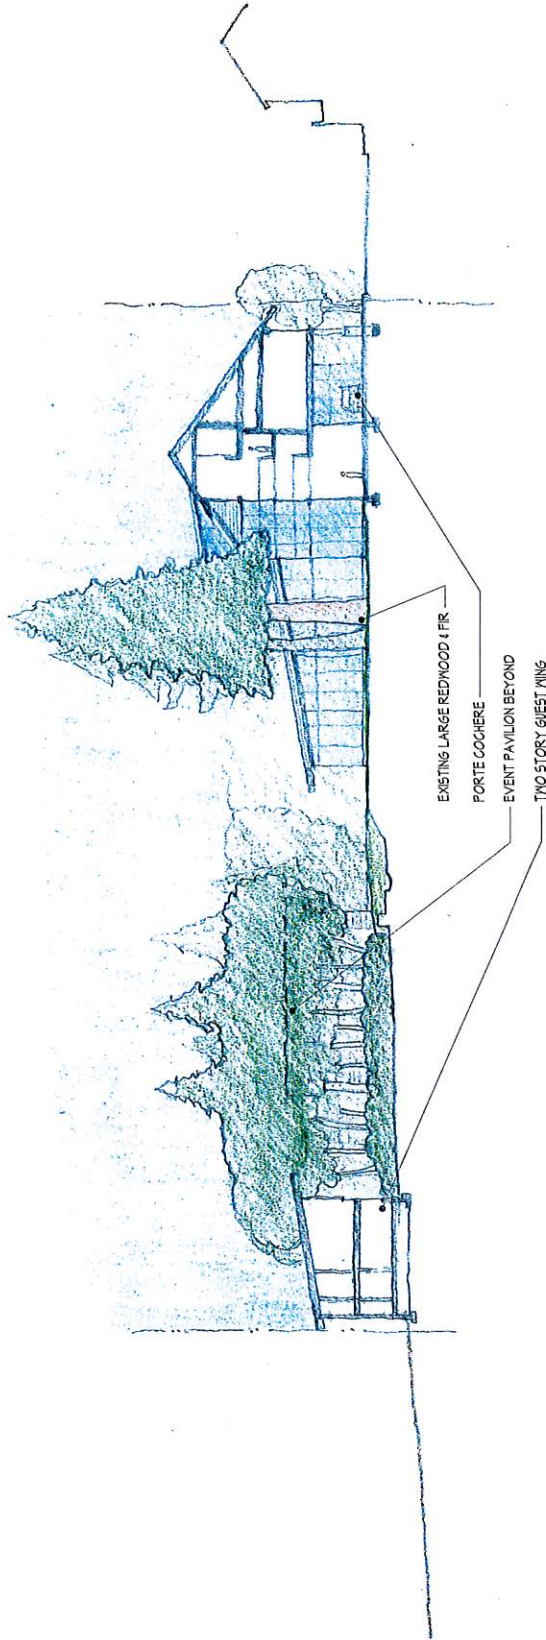 EXISTING LARGE REDWOOD & FIR
PORTE COCHERE
EVENT PAVILION BEYOND
TWO STORY GUEST WING